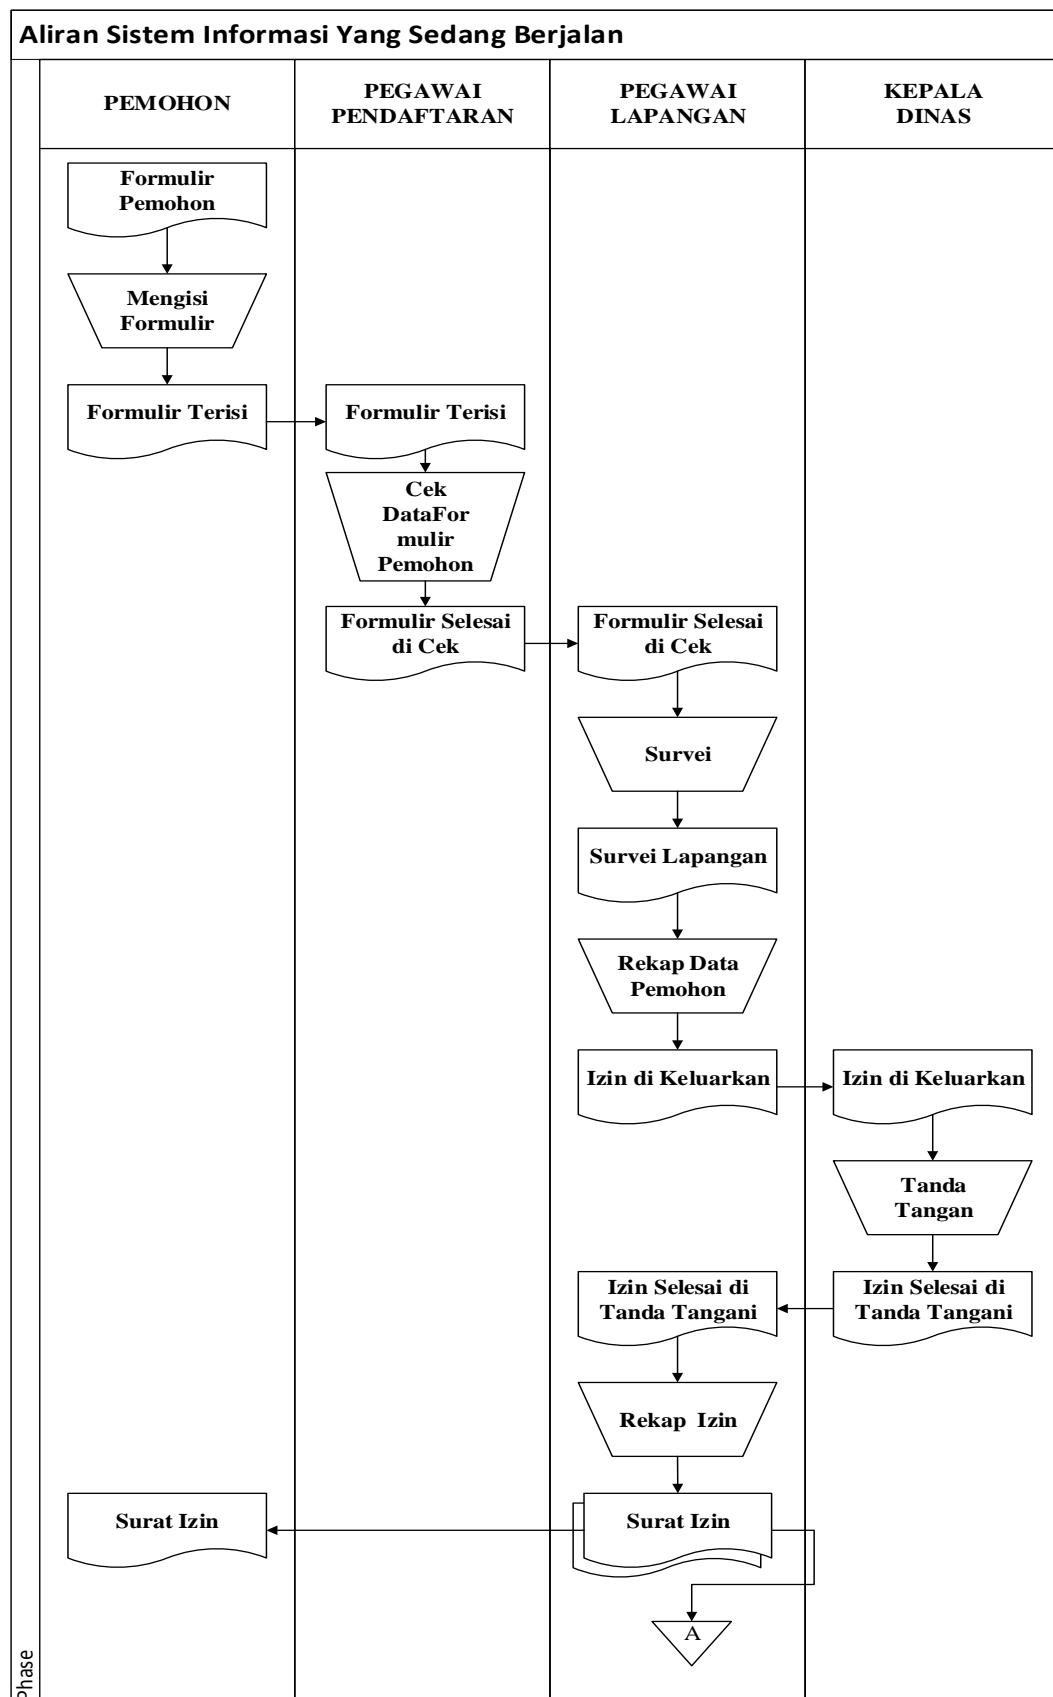 Aliran Sistem Informasi Yang Sedang Berjalan
PEMOHON
PEGAWAI
PENDAFTARAN
PEGAWAI
LAPANGAN
KEPALA
DINAS
Formulir
Pemohon
Mengisi
Formulir
Formulir Terisi
Formulir Terisi
Cek
DataFor
mulir
Pemohon
Formulir Selesai
di Cek
Formulir Selesai
di Cek
Survei
Survei Lapangan
Rekap Data
Pemohon
Izin di Keluarkan
Izin di Keluarkan
Tanda
Tangan
Izin Selesai di
Tanda Tangani
Izin Selesai di
Tanda Tangani
Rekap  Izin
Surat Izin
Surat Izin
A
Phase